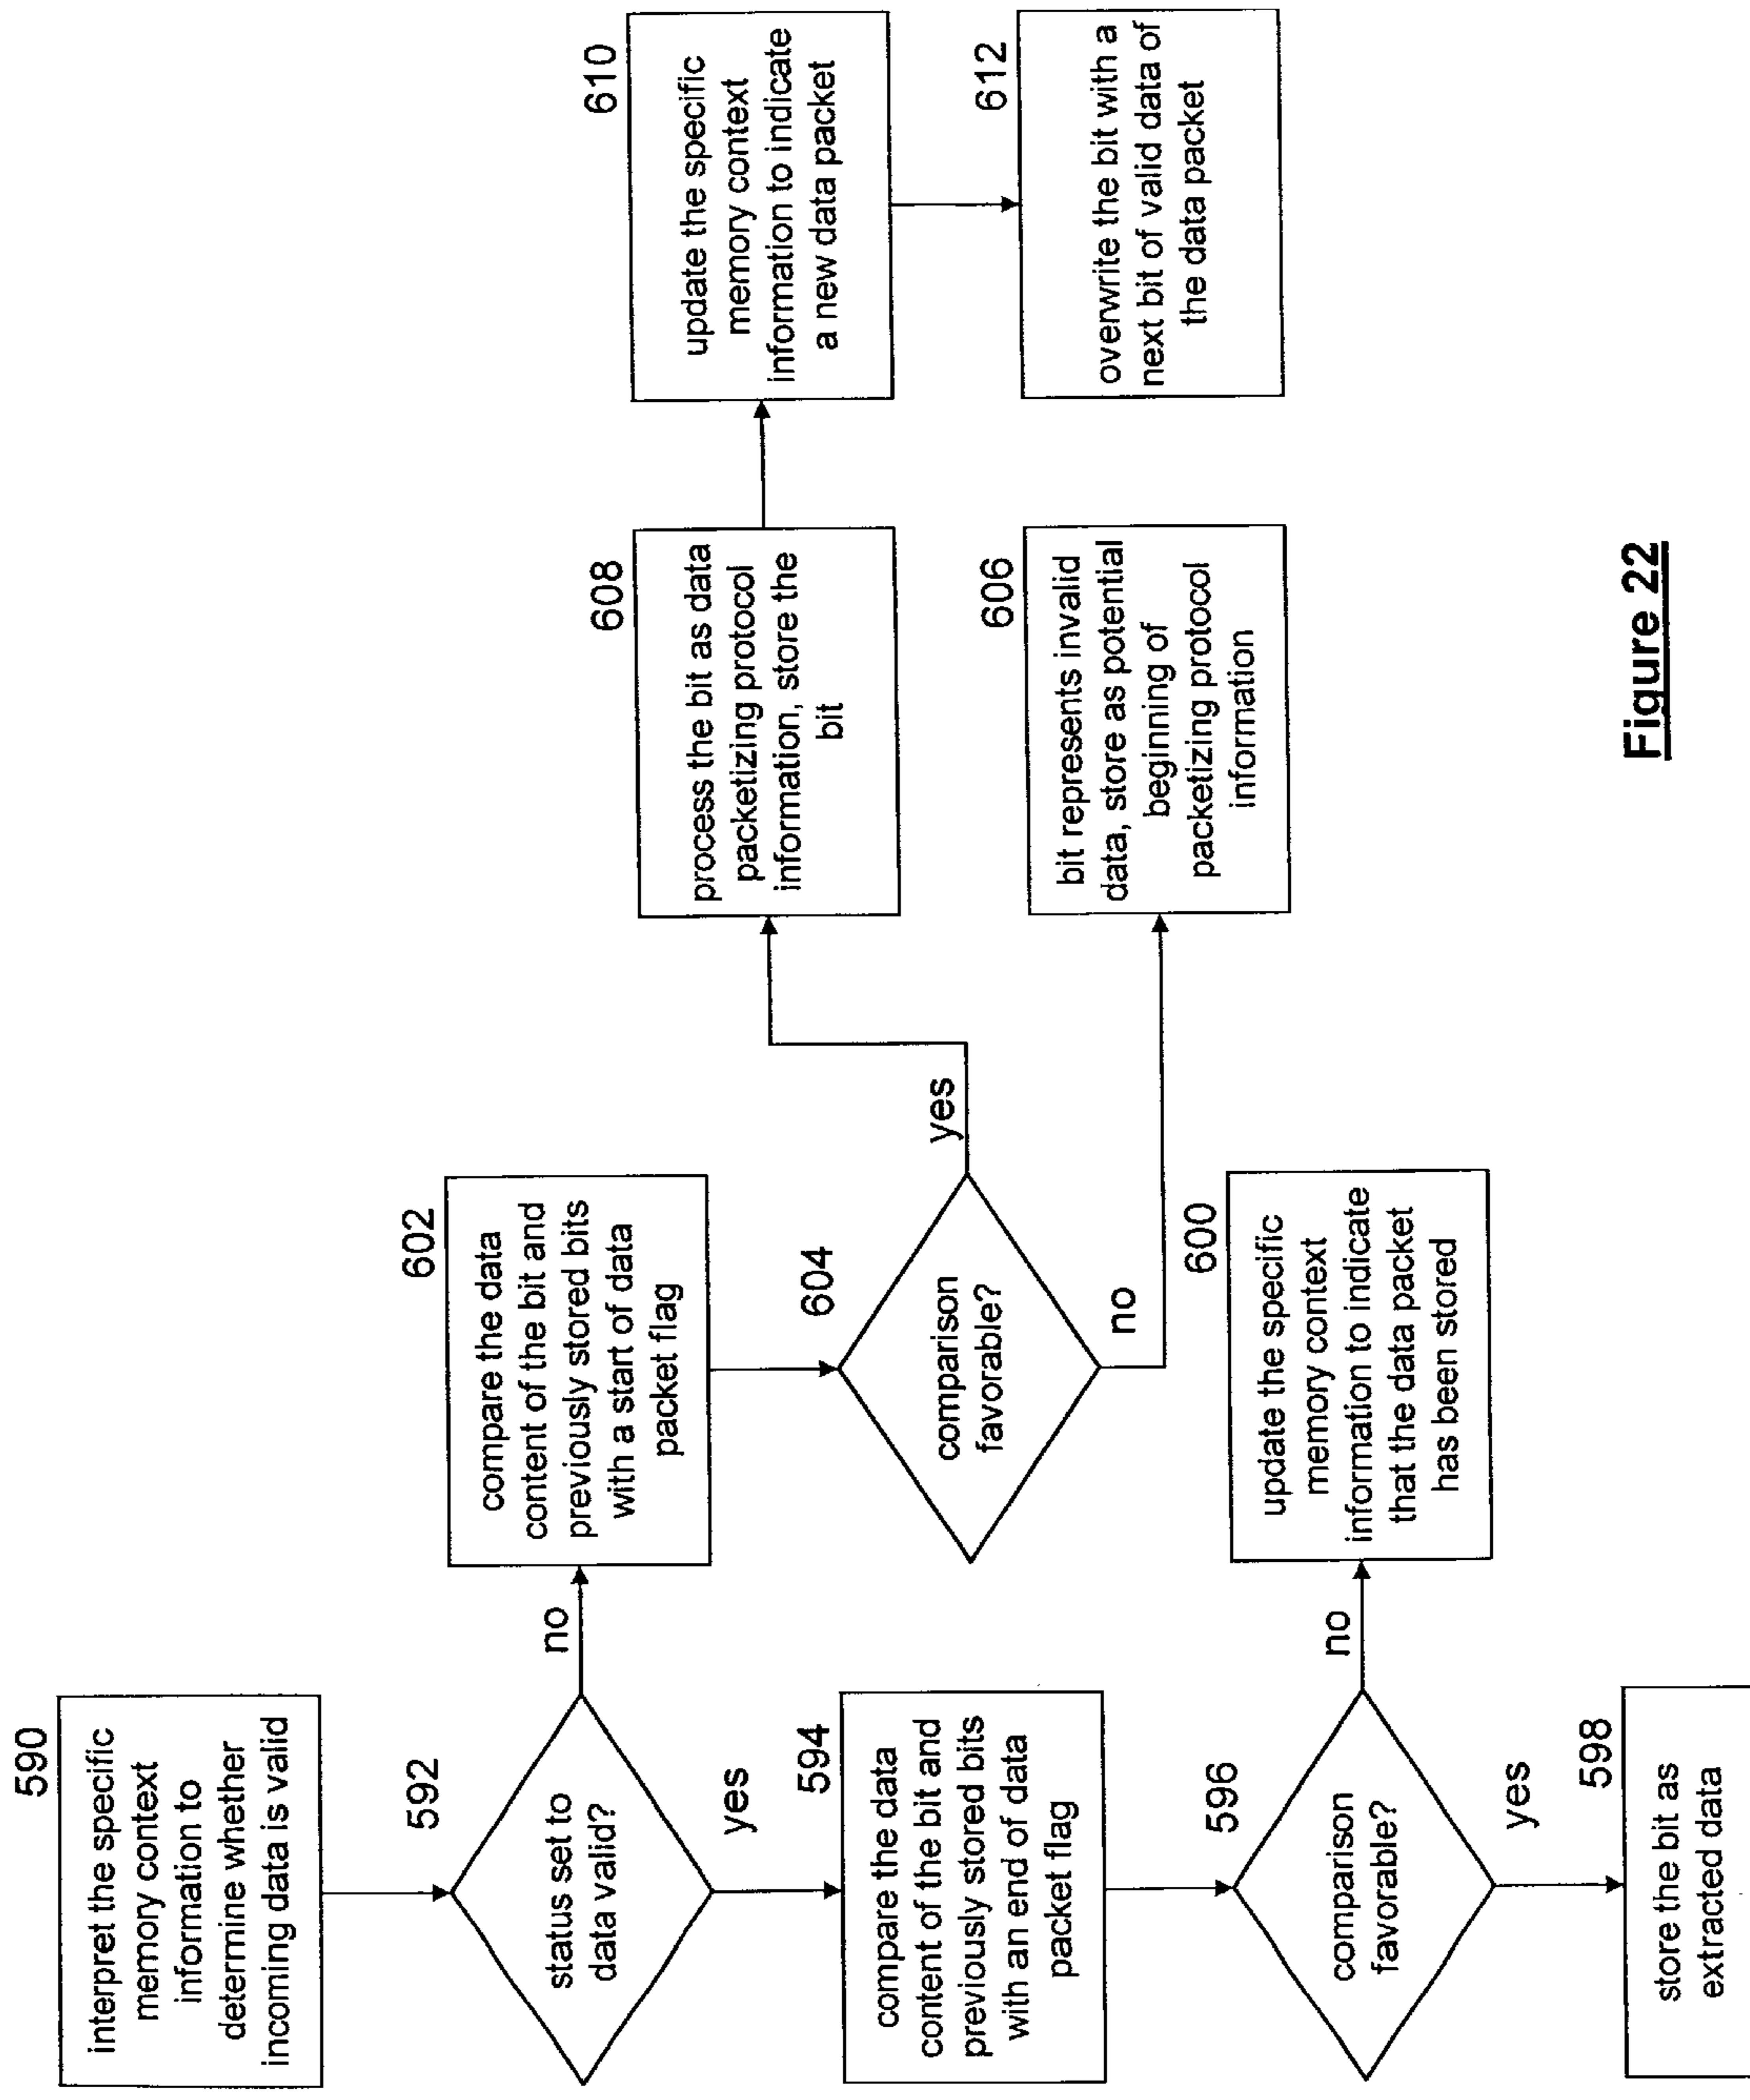 590
interpret the specific
memory context
information to
determine whether
incoming data is valid
592
status set to
data valid?
no
yes
594
compare the data
content of the bit and
previously stored bits
with an end of data
packet flag
596
comparison
favorable?
no
yes
598
store the bit as
extracted data
600
update the specific
memory context
information to indicate
that the data packet
has been stored
602
compare the data
content of the bit and
previously stored bits
with a start of data
packet flag
604
comparison
favorable?
yes
no
606
bit represents invalid
data, store as potential
beginning of
packetizing protocol
information
608
process the bit as data
packetizing protocol
information, store the
bit
610
update the specific
memory context
information to indicate
a new data packet
612
overwrite the bit with a
next bit of valid data of
the data packet
Figure 22